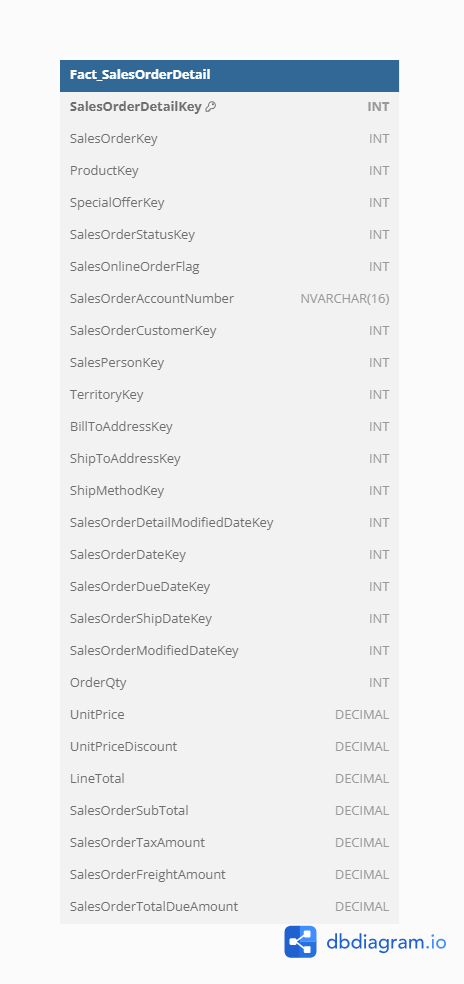 Fact_SalesOrderDetail
SalesOrderDetailKey INT
SalesOrderKey INT
ProductKey INT
SpecialOfferKey INT
SalesOrderStatusKey INT
SalesOnlineOrderFlag INT
SalesOrderAccountNumber NVARCHAR(16)
SalesOrderCustomerKey INT
SalesPersonKey INT
TerritoryKey INT
BillToAddressKey INT
ShipToAddressKey INT
ShipMethodKey INT
SalesOrderDetailModifiedDateKey INT
SalesOrderDateKey INT
SalesOrderDueDateKey INT
SalesOrderShipDateKey INT
SalesOrderModifiedDateKey INT
OrderQty INT
UnitPrice DECIMAL
UnitPriceDiscount DECIMAL
LineTotal DECIMAL
SalesOrderSubTotal DECIMAL
SalesOrderTaxAmount DECIMAL
SalesOrderFreightAmount DECIMAL
SalesOrderTotalDueAmount DECIMAL
dbdiagram.io